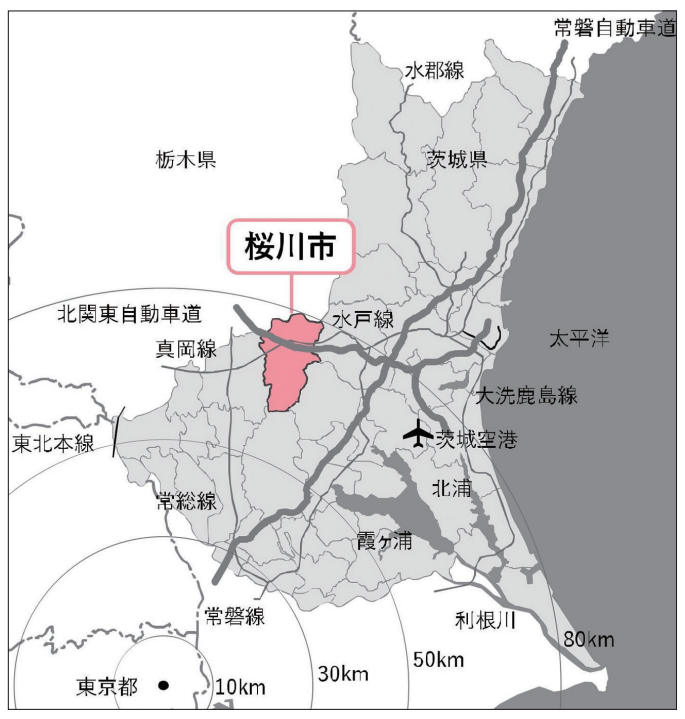 常磐自動車道
水郡線
栃木県
茨城県
桜川市
北関東自動車道
水戸線
真岡線
太平洋
大洗鹿島線
東北本線
茨城空港
北浦
常総線
霞ヶ浦
常磐線
利根川
80km
50km
30km
東京都
10km